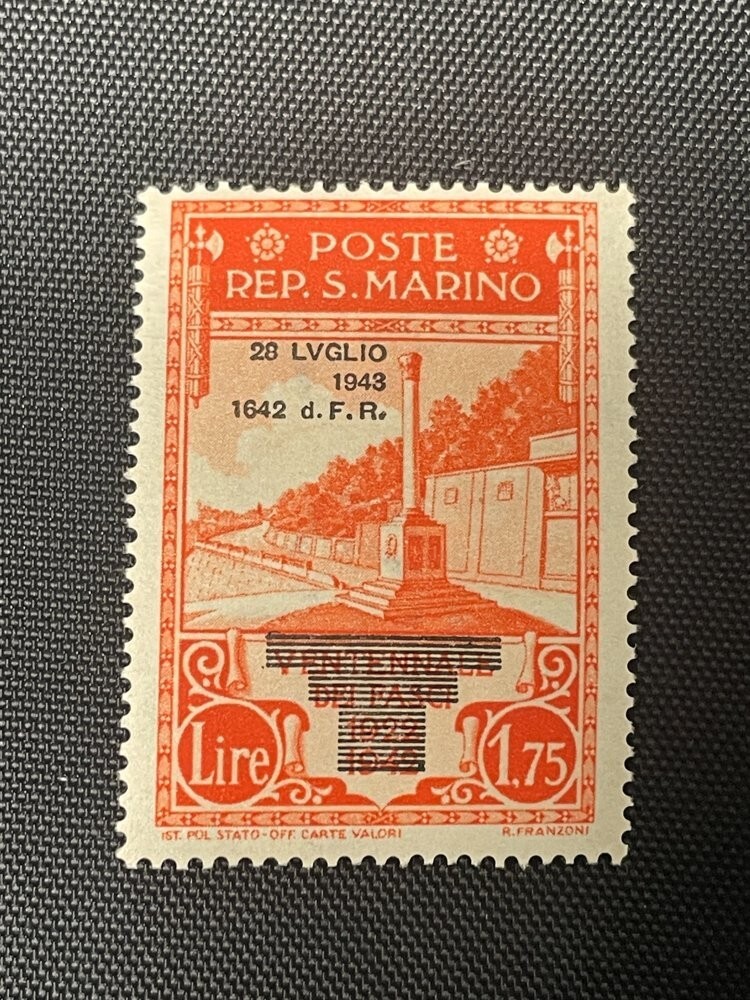 POSTE
REP. S. MARINO
28 LVGLIO
1943
1642 d. F. R.
VENTENNALE
DEI FASCI
1922
1942
Lire
1,75
IST. POL STATO-OFF. CARTE VALORI
R. FRANZONI